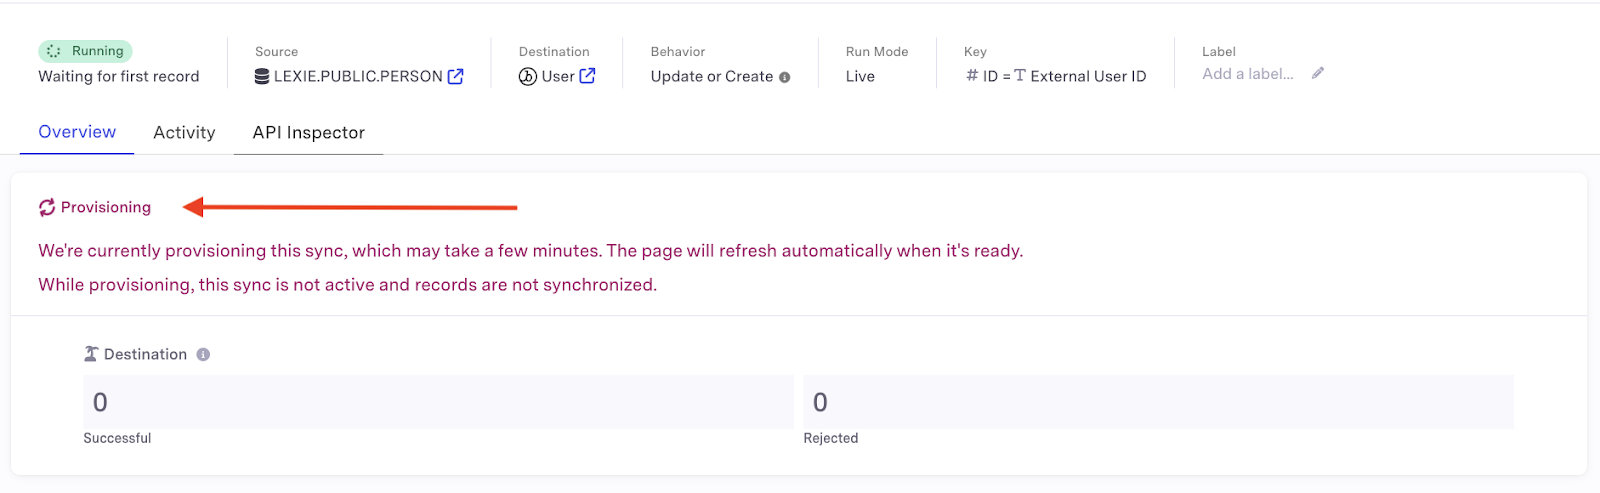 Running
Waiting for first record
Source
LEXIE.PUBLIC.PERSON
Destination
User
Behavior
Update or Create
Run Mode
Live
Key
# ID = T External User ID
Label
Add a label...
Overview
Activity
API Inspector
Provisioning
We're currently provisioning this sync, which may take a few minutes. The page will refresh automatically when it's ready.
While provisioning, this sync is not active and records are not synchronized.
Destination
0
Successful
0
Rejected